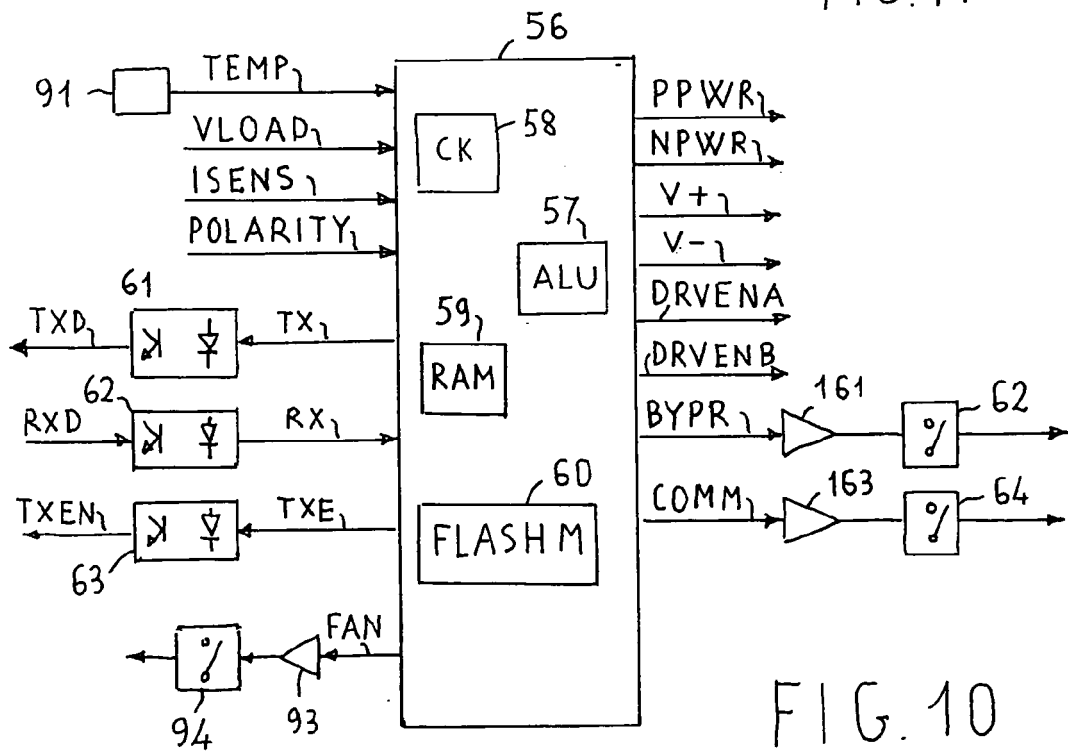 56
91
TEMP
PPWR
VLOAD
CK
58
NPWR
ISENS
V+
POLARITY
57
V-
ALU
61
DRVENA
TXD
TX
59
DRVENB
RAM
62
161
62
RXD
RX
BYPR
60
COMM
163
64
TXEN
TXE
FLASH M
63
FAN
94
93
FIG. 10